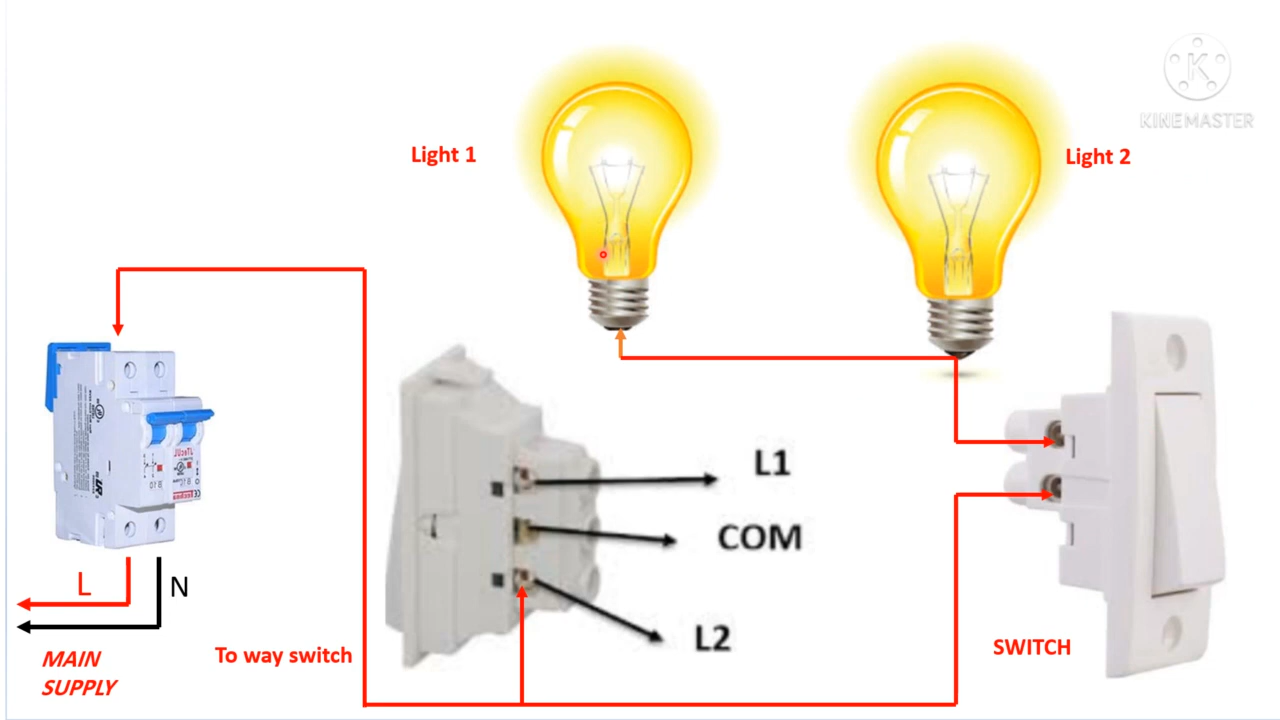 KINEMASTER
Light 1
Light 2
L1
COM
L2
L
N
MAIN
SUPPLY
To way switch
SWITCH